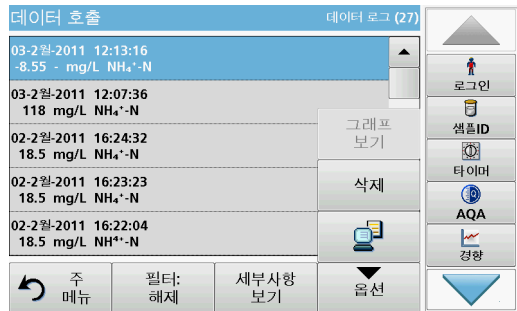 데이터 호출
데이터 로그 (27)
03-2월-2011 12:13:16
-8.55 - mg/L NH₄⁺-N
03-2월-2011 12:07:36
118 mg/L NH₄⁺-N
02-2월-2011 16:24:32
18.5 mg/L NH₄⁺-N
02-2월-2011 16:23:23
18.5 mg/L NH₄⁺-N
02-2월-2011 16:22:04
18.5 mg/L NH⁴⁺-N
그래프
보기
삭제
주
메뉴
필터:
해제
세부사항
보기
옵션
로그인
샘플ID
타이머
AQA
경향